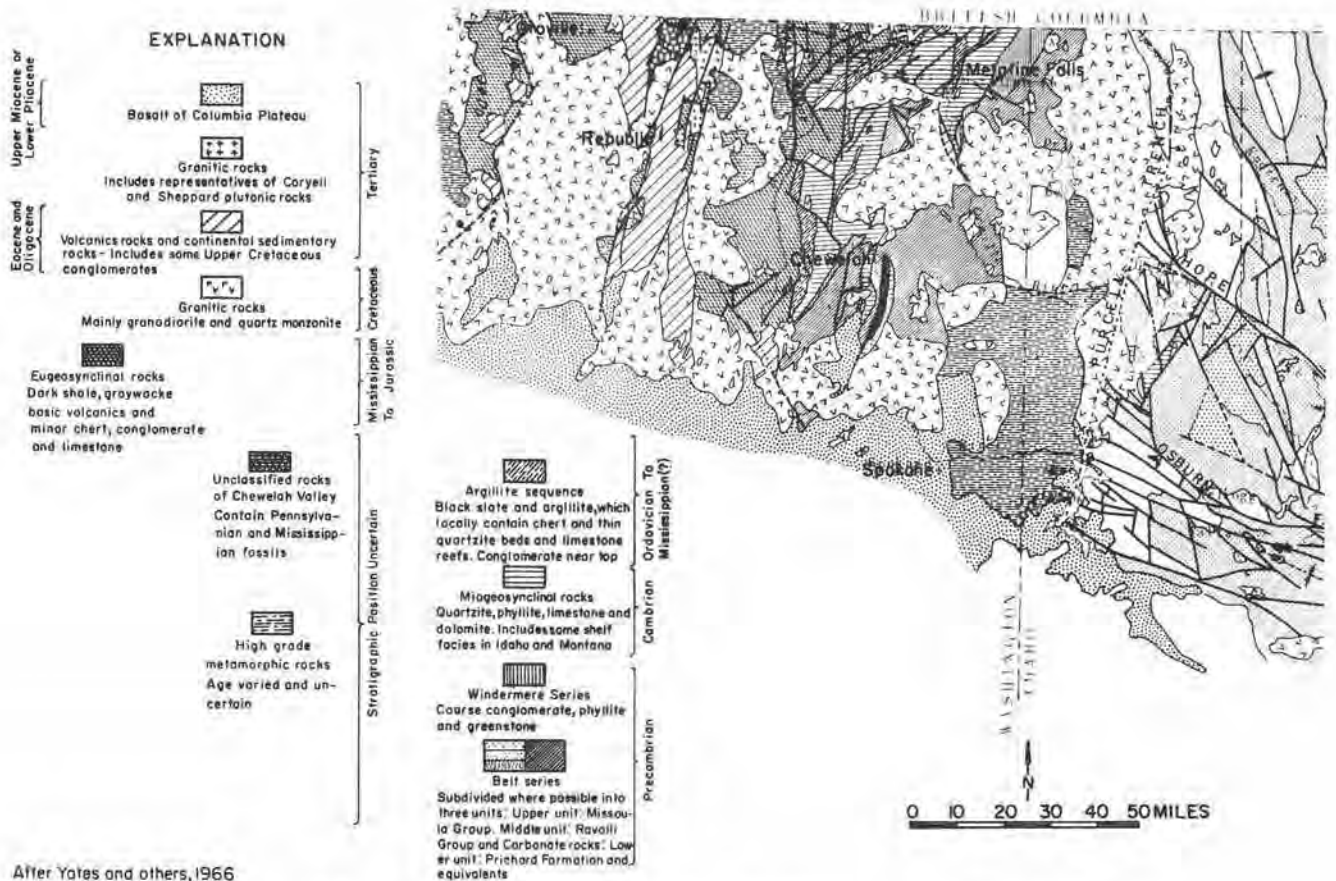 EXPLANATION
Upper Miocene or
Lower Pliocene
Basalt of Columbia Plateau
Granitic rocks
Includes representatives of Coryell
and Sheppard plutonic rocks
Tertiary
Eocene and
Oligocene
Volcanics rocks and continental sedimentary
rocks - Includes some Upper Cretaceous
conglomerates
Granitic rocks
Mainly granodiorite and quartz monzonite
Cretaceous
Eugeosynclinal rocks
Dark shale, graywacke
basic volcanics and
minor chert, conglomerate
and limestone
Mississippian
To Jurassic
Unclassified rocks
of Chewelah Valley
Contain Pennsylva-
nian and Mississipp-
ian fossils
High grade
metamorphic rocks
Age varied and un-
certain
Stratigraphic Position Uncertain
Argillite sequence
Black slate and argillite, which
locally contain chert and thin
quartzite beds and limestone
reefs. Conglomerate near top
Ordovician To
Mississippian(?)
Miogeosynclinal rocks
Quartzite, phyllite, limestone and
dolomite. Includes some shelf
facies in Idaho and Montana
Cambrian
Windermere Series
Course conglomerate, phyllite
and greenstone
Belt series
Subdivided where possible into
three units: Upper unit: Missou-
la Group. Middle unit: Ravalli
Group and Carbonate rocks: Low-
er unit: Prichard Formation and
equivalents
Precambrian
After Yates and others, 1966
BRITISH COLUMBIA
Oroville
Metaline Falls
Republic
Chewelah
Spokane
PURCELL
TRENCH
HOPE
OSBURN
WASHINGTON
IDAHO
N
0 10 20 30 40 50 MILES